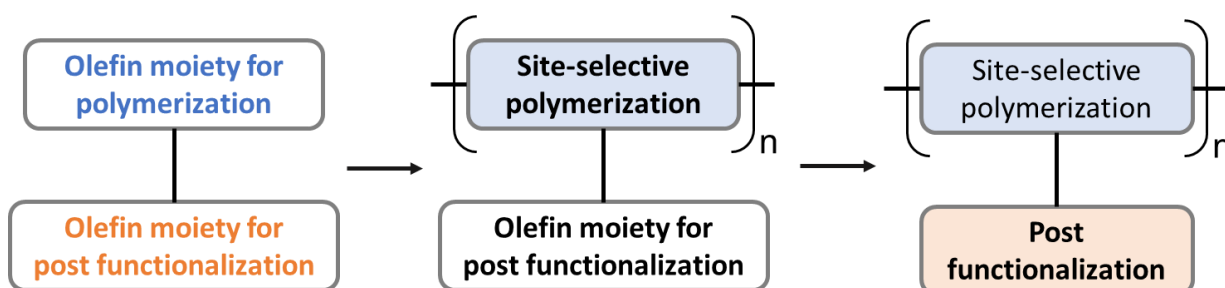 Olefin moiety for
polymerization
Olefin moiety for
post functionalization
Site-selective
polymerization
n
Olefin moiety for
post functionalization
Site-selective
polymerization
n
Post
functionalization